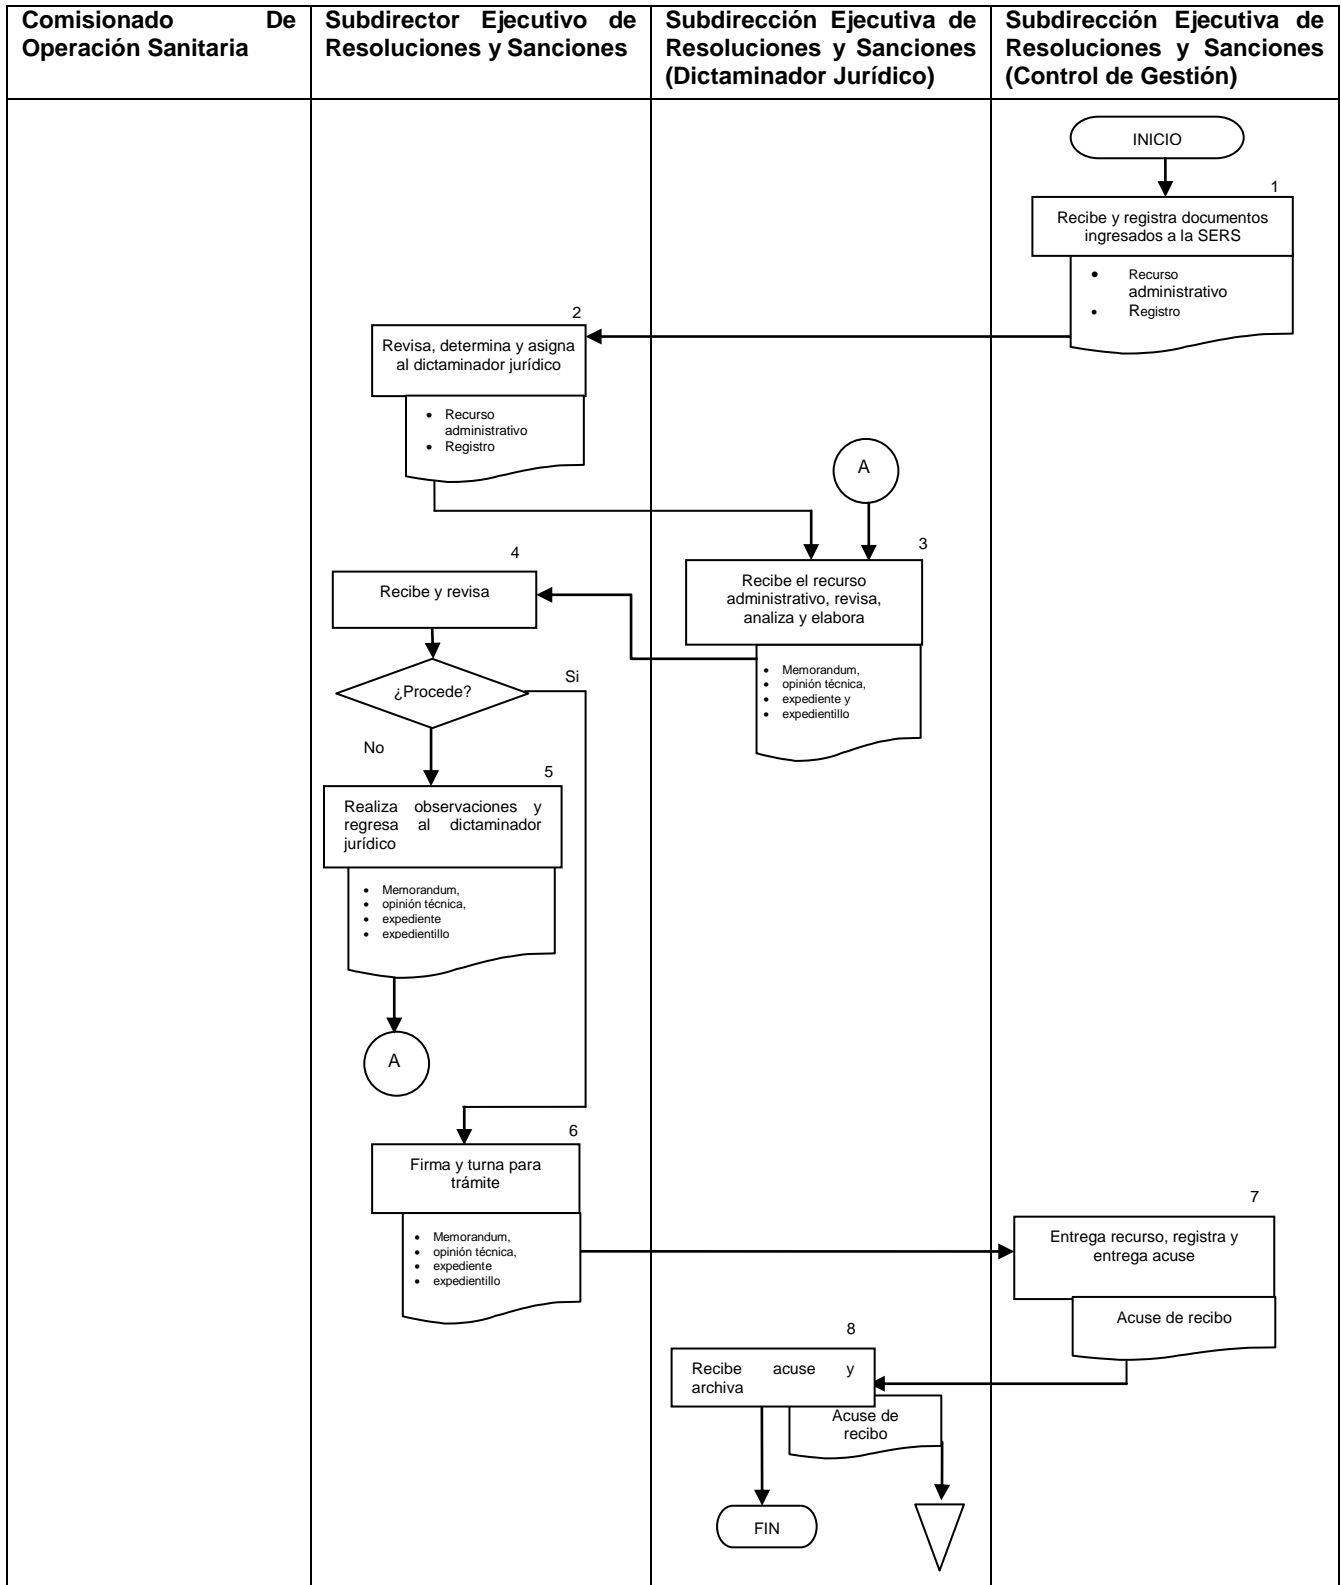 Comisionado De
Operación Sanitaria
Subdirector Ejecutivo de
Resoluciones y Sanciones
Subdirección Ejecutiva de
Resoluciones y Sanciones
(Dictaminador Jurídico)
Subdirección Ejecutiva de
Resoluciones y Sanciones
(Control de Gestión)
INICIO
1
Recibe y registra documentos
ingresados a la SERS
• Recurso
administrativo
• Registro
2
Revisa, determina y asigna
al dictaminador jurídico
• Recurso
administrativo
• Registro
A
3
Recibe el recurso
administrativo, revisa,
analiza y elabora
• Memorandum,
• opinión técnica,
• expediente y
• expedientillo
4
Recibe y revisa
¿Procede?
Si
No
5
Realiza observaciones y
regresa al dictaminador
jurídico
• Memorandum,
• opinión técnica,
• expediente
• expedientillo
A
6
Firma y turna para
trámite
• Memorandum,
• opinión técnica,
• expediente
• expedientillo
7
Entrega recurso, registra y
entrega acuse
Acuse de recibo
8
Recibe acuse y
archiva
Acuse de
recibo
FIN